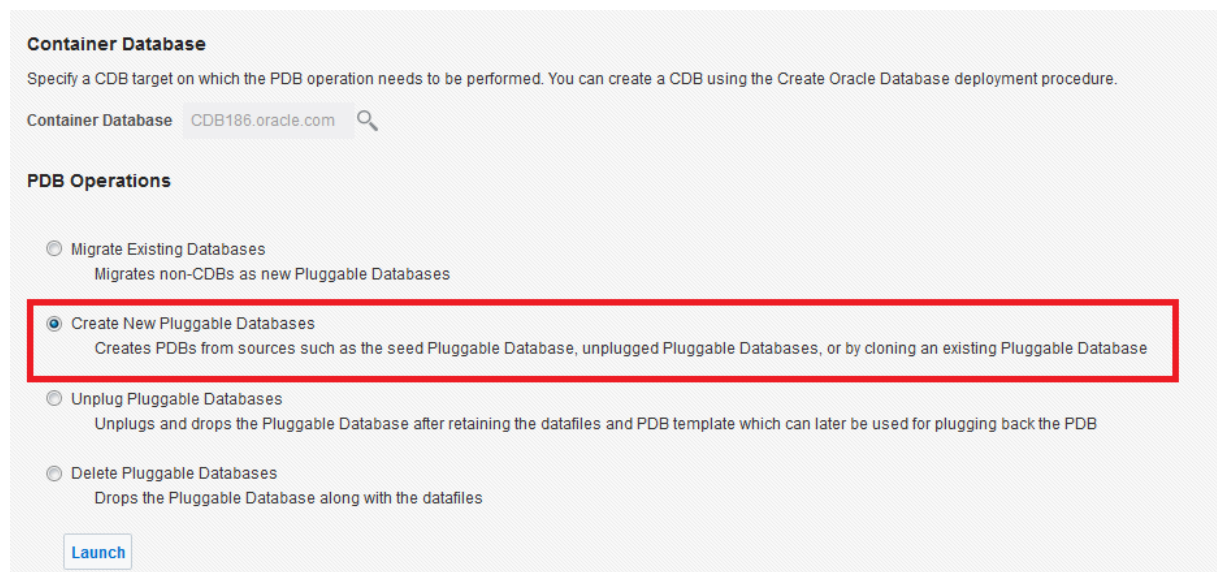 Container Database
Specify a CDB target on which the PDB operation needs to be performed. You can create a CDB using the Create Oracle Database deployment procedure.
Container Database CDB186.oracle.com
PDB Operations
Migrate Existing Databases
Migrates non-CDBs as new Pluggable Databases
Create New Pluggable Databases
Creates PDBs from sources such as the seed Pluggable Database, unplugged Pluggable Databases, or by cloning an existing Pluggable Database
Unplug Pluggable Databases
Unplugs and drops the Pluggable Database after retaining the datafiles and PDB template which can later be used for plugging back the PDB
Delete Pluggable Databases
Drops the Pluggable Database along with the datafiles
Launch